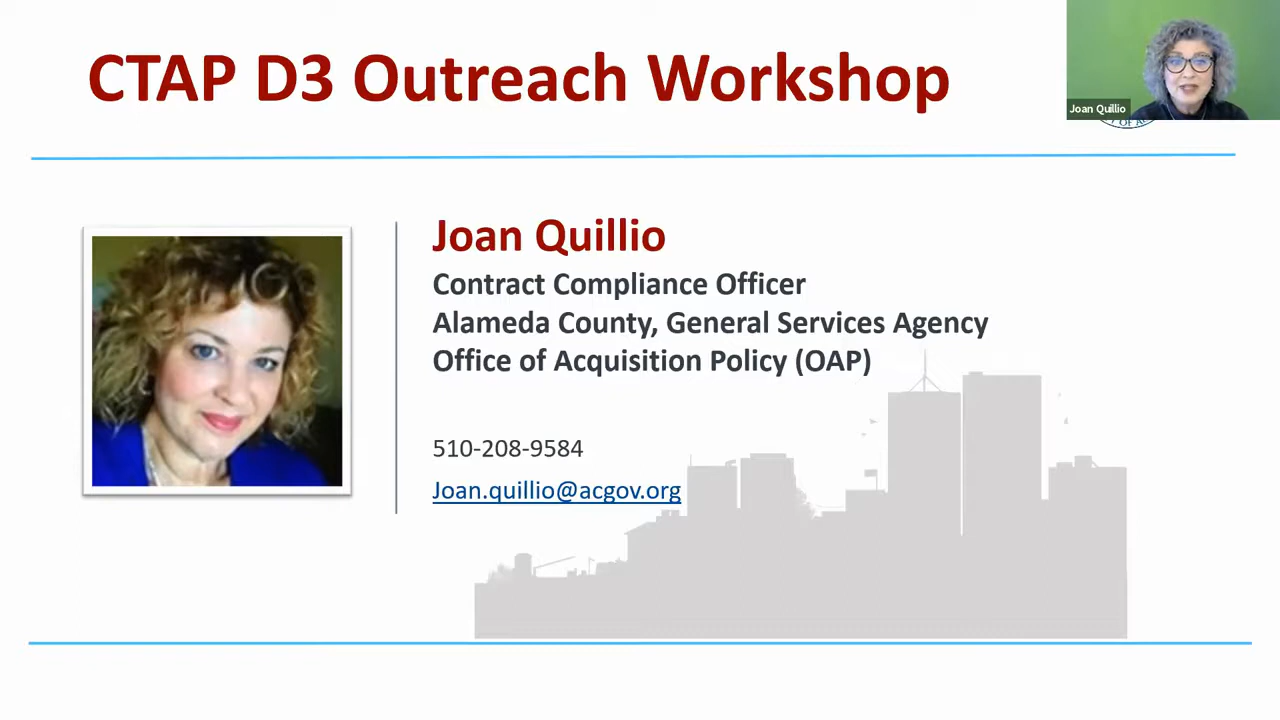 CTAP D3 Outreach Workshop
Joan Quillio
Joan Quillio
Contract Compliance Officer
Alameda County, General Services Agency
Office of Acquisition Policy (OAP)
510-208-9584
Joan.quillio@acgov.org